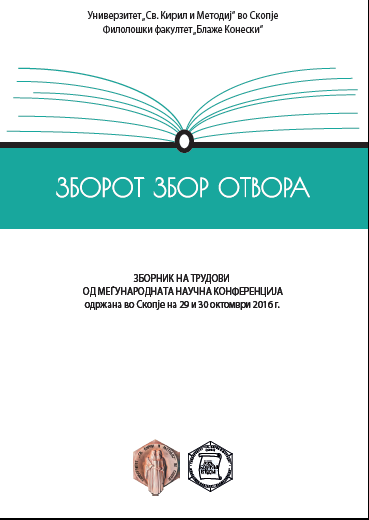 Универзитет „Св. Кирил и Методиј“ во Скопје
Филолошки факултет „Блаже Конески“
ЗБОРОТ ЗБОР ОТВОРА
ЗБОРНИК НА ТРУДОВИ
ОД МЕЃУНАРОДНАТА НАУЧНА КОНФЕРЕНЦИЈА
одржана во Скопје на 29 и 30 октомври 2016 г.